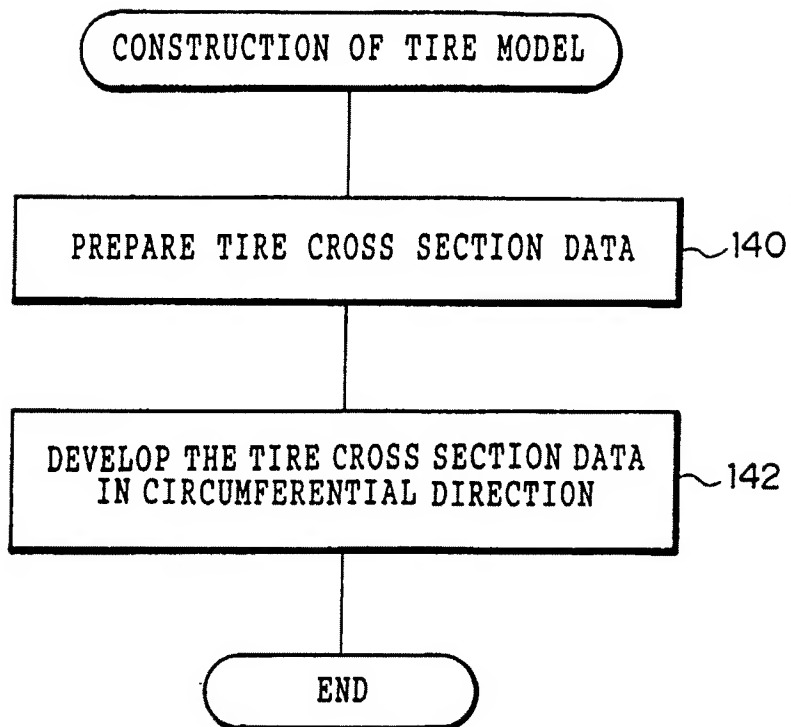 CONSTRUCTION OF TIRE MODEL
PREPARE TIRE CROSS SECTION DATA
140
DEVELOP THE TIRE CROSS SECTION DATA
IN CIRCUMFERENTIAL DIRECTION
142
END